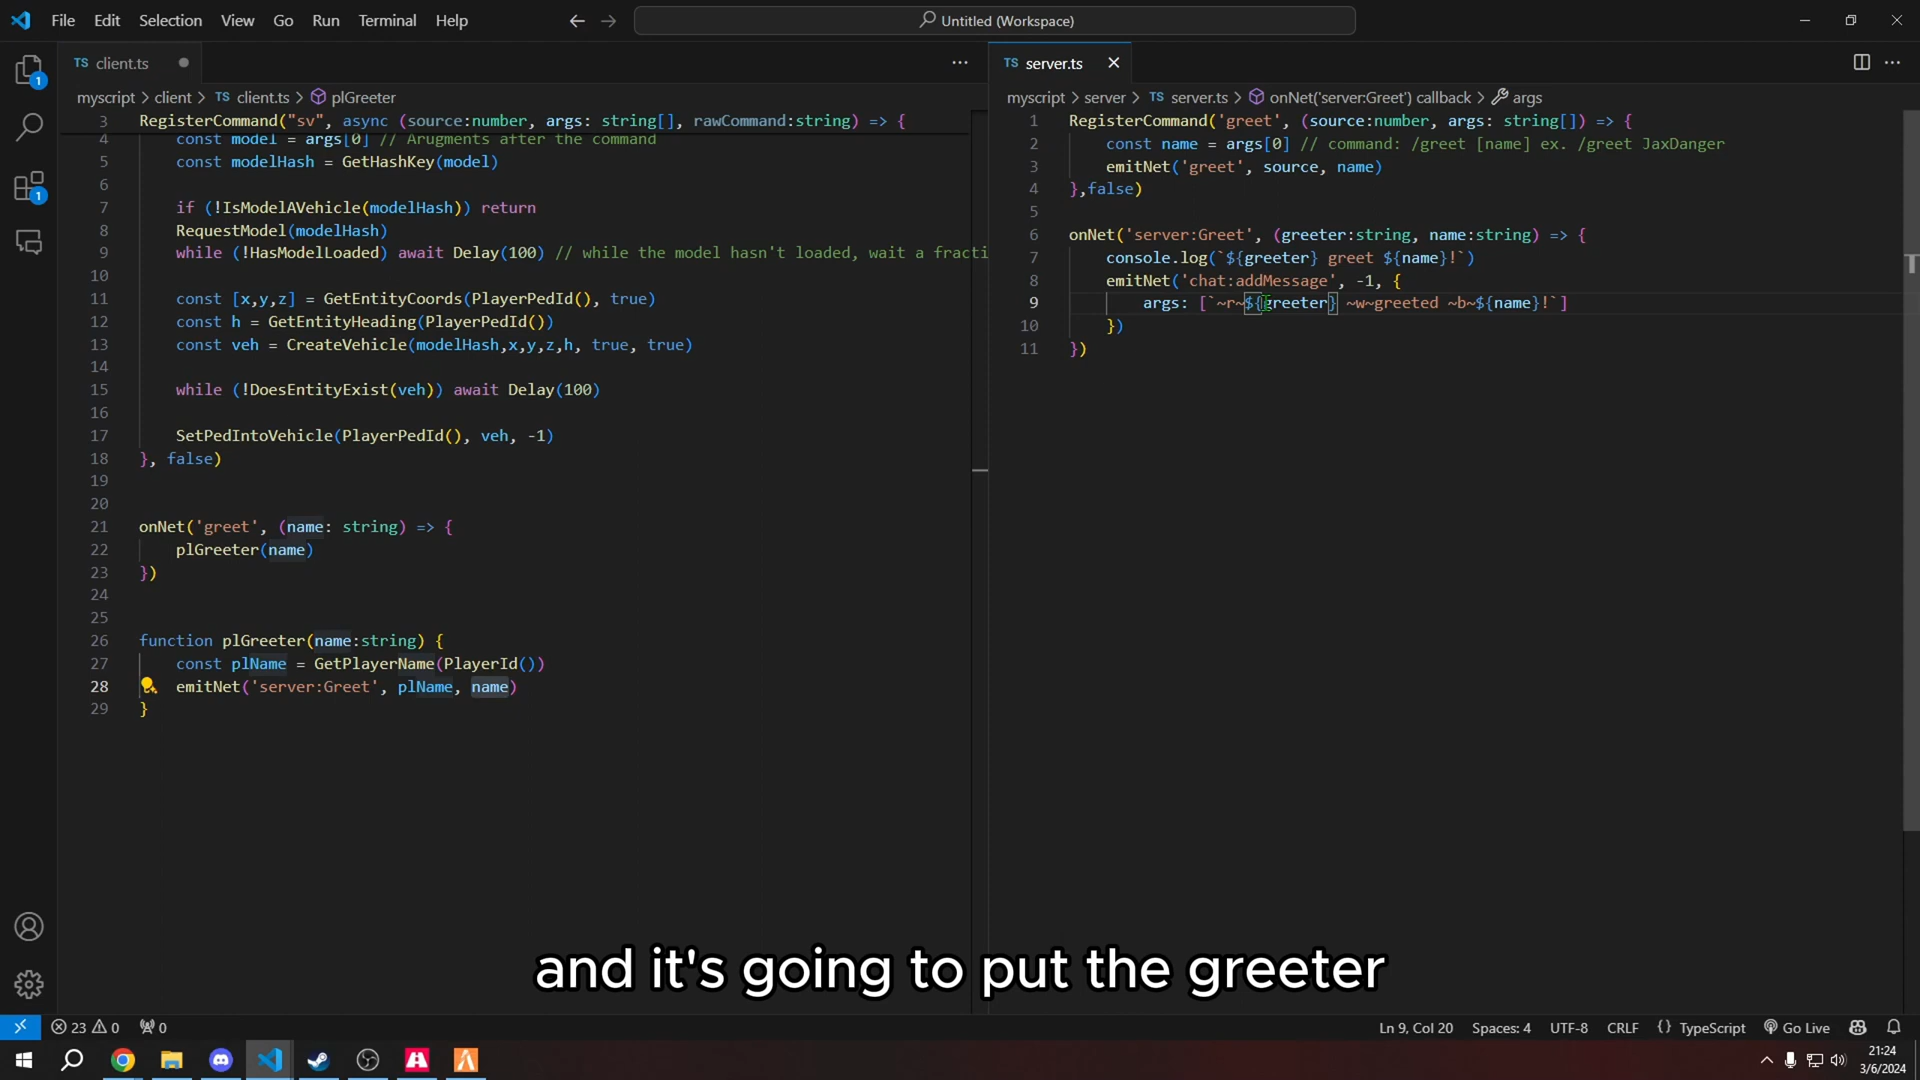 File Edit Selection View Go Run Terminal Help
Untitled (Workspace)
TS client.ts
myscript > client > TS client.ts > plGreeter
3 RegisterCommand("sv", async (source:number, args: string[], rawCommand:string) => {
4 const model = args[0] // Arugments after the command
5 const modelHash = GetHashKey(model)
6
7 if (!IsModelAVehicle(modelHash)) return
8 RequestModel(modelHash)
9 while (!HasModelLoaded) await Delay(100) // while the model hasn't loaded, wait a fracti
10
11 const [x,y,z] = GetEntityCoords(PlayerPedId(), true)
12 const h = GetEntityHeading(PlayerPedId())
13 const veh = CreateVehicle(modelHash,x,y,z,h, true, true)
14
15 while (!DoesEntityExist(veh)) await Delay(100)
16
17 SetPedIntoVehicle(PlayerPedId(), veh, -1)
18 }, false)
19
20
21 onNet('greet', (name: string) => {
22 plGreeter(name)
23 })
24
25
26 function plGreeter(name:string) {
27 const plName = GetPlayerName(PlayerId())
28 emitNet('server:Greet', plName, name)
29 }
TS server.ts
myscript > server > TS server.ts > onNet('server:Greet') callback > args
1 RegisterCommand('greet', (source:number, args: string[]) => {
2 const name = args[0] // command: /greet [name] ex. /greet JaxDanger
3 emitNet('greet', source, name)
4 },false)
5
6 onNet('server:Greet', (greeter:string, name:string) => {
7 console.log(`${greeter} greet ${name}!`)
8 emitNet('chat:addMessage', -1, {
9 args: [`~r~${greeter} ~w~greeted ~b~${name}!`]
10 })
11 })
1
1
and it's going to put the greeter
23 0 0
Ln 9, Col 20 Spaces: 4 UTF-8 CRLF {} TypeScript Go Live
21:24
3/6/2024